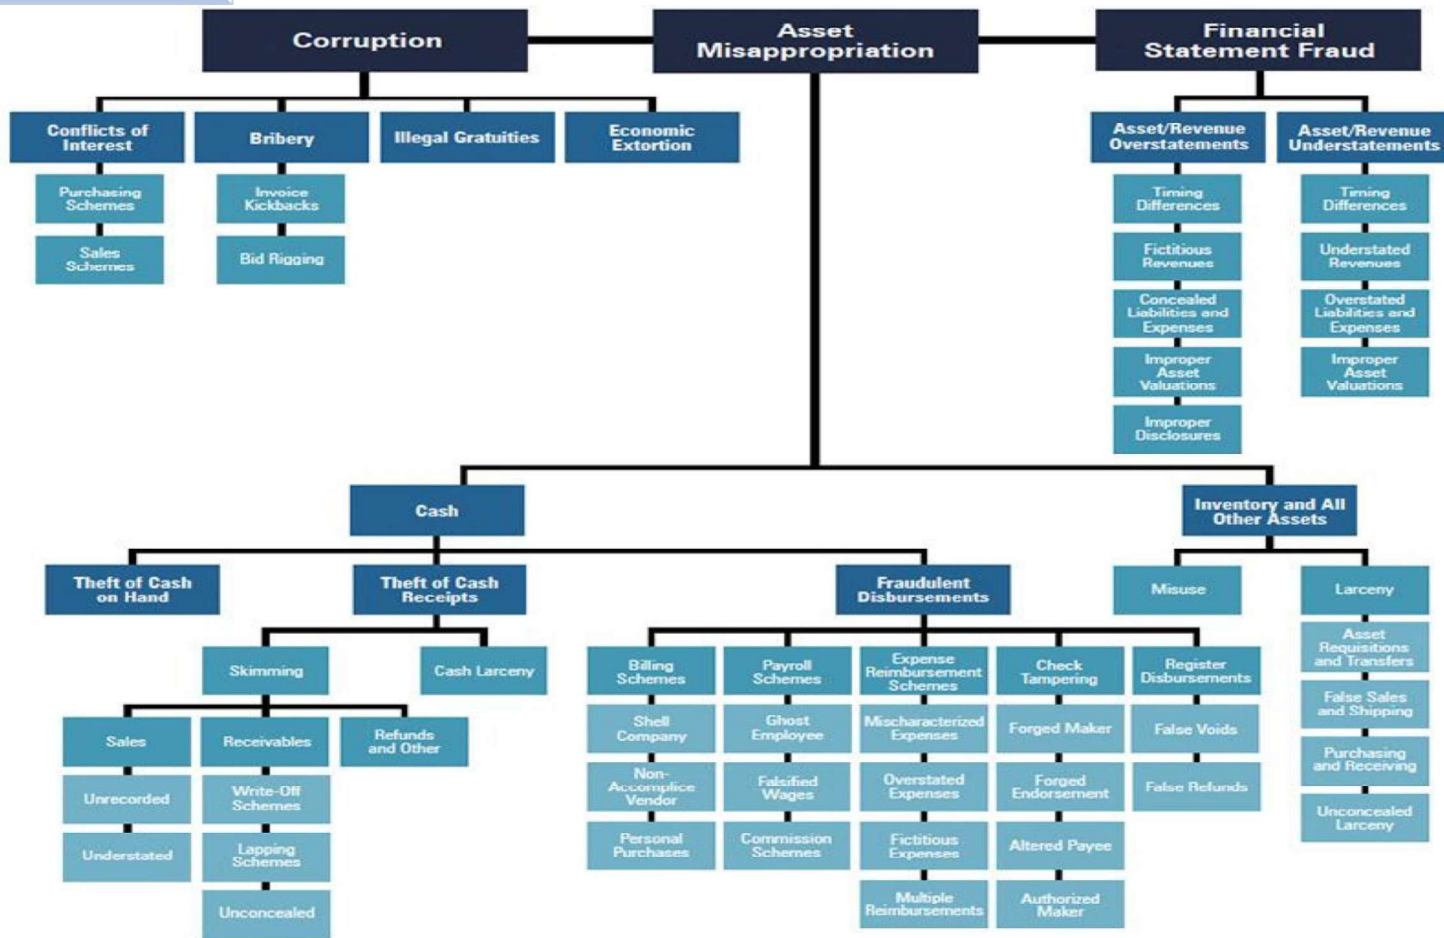 Corruption
Asset
Misappropriation
Financial
Statement Fraud
Conflicts of
Interest
Bribery
Illegal Gratuities
Economic
Extortion
Asset/Revenue
Overstatements
Asset/Revenue
Understatements
Purchasing
Schemes
Sales
Schemes
Invoice
Kickbacks
Bid Rigging
Timing
Differences
Fictitious
Revenues
Concealed
Liabilities and
Expenses
Improper
Asset
Valuations
Improper
Disclosures
Timing
Differences
Understated
Revenues
Overstated
Liabilities and
Expenses
Improper
Asset
Valuations
Cash
Inventory and All
Other Assets
Theft of Cash
on Hand
Theft of Cash
Receipts
Fraudulent
Disbursements
Misuse
Larceny
Skimming
Cash Larceny
Sales
Receivables
Refunds
and Other
Unrecorded
Understated
Write-Off
Schemes
Lapping
Schemes
Unconcealed
Billing
Schemes
Shell
Company
Non-
Accomplice
Vendor
Personal
Purchases
Payroll
Schemes
Ghost
Employee
Falsified
Wages
Commission
Schemes
Expense
Reimbursement
Schemes
Mischaracterized
Expenses
Overstated
Expenses
Fictitious
Expenses
Multiple
Reimbursements
Check
Tampering
Forged Maker
Forged
Endorsement
Altered Payee
Authorized
Maker
Register
Disbursements
False Voids
False Refunds
Asset
Requisitions
and Transfers
False Sales
and Shipping
Purchasing
and Receiving
Unconcealed
Larceny